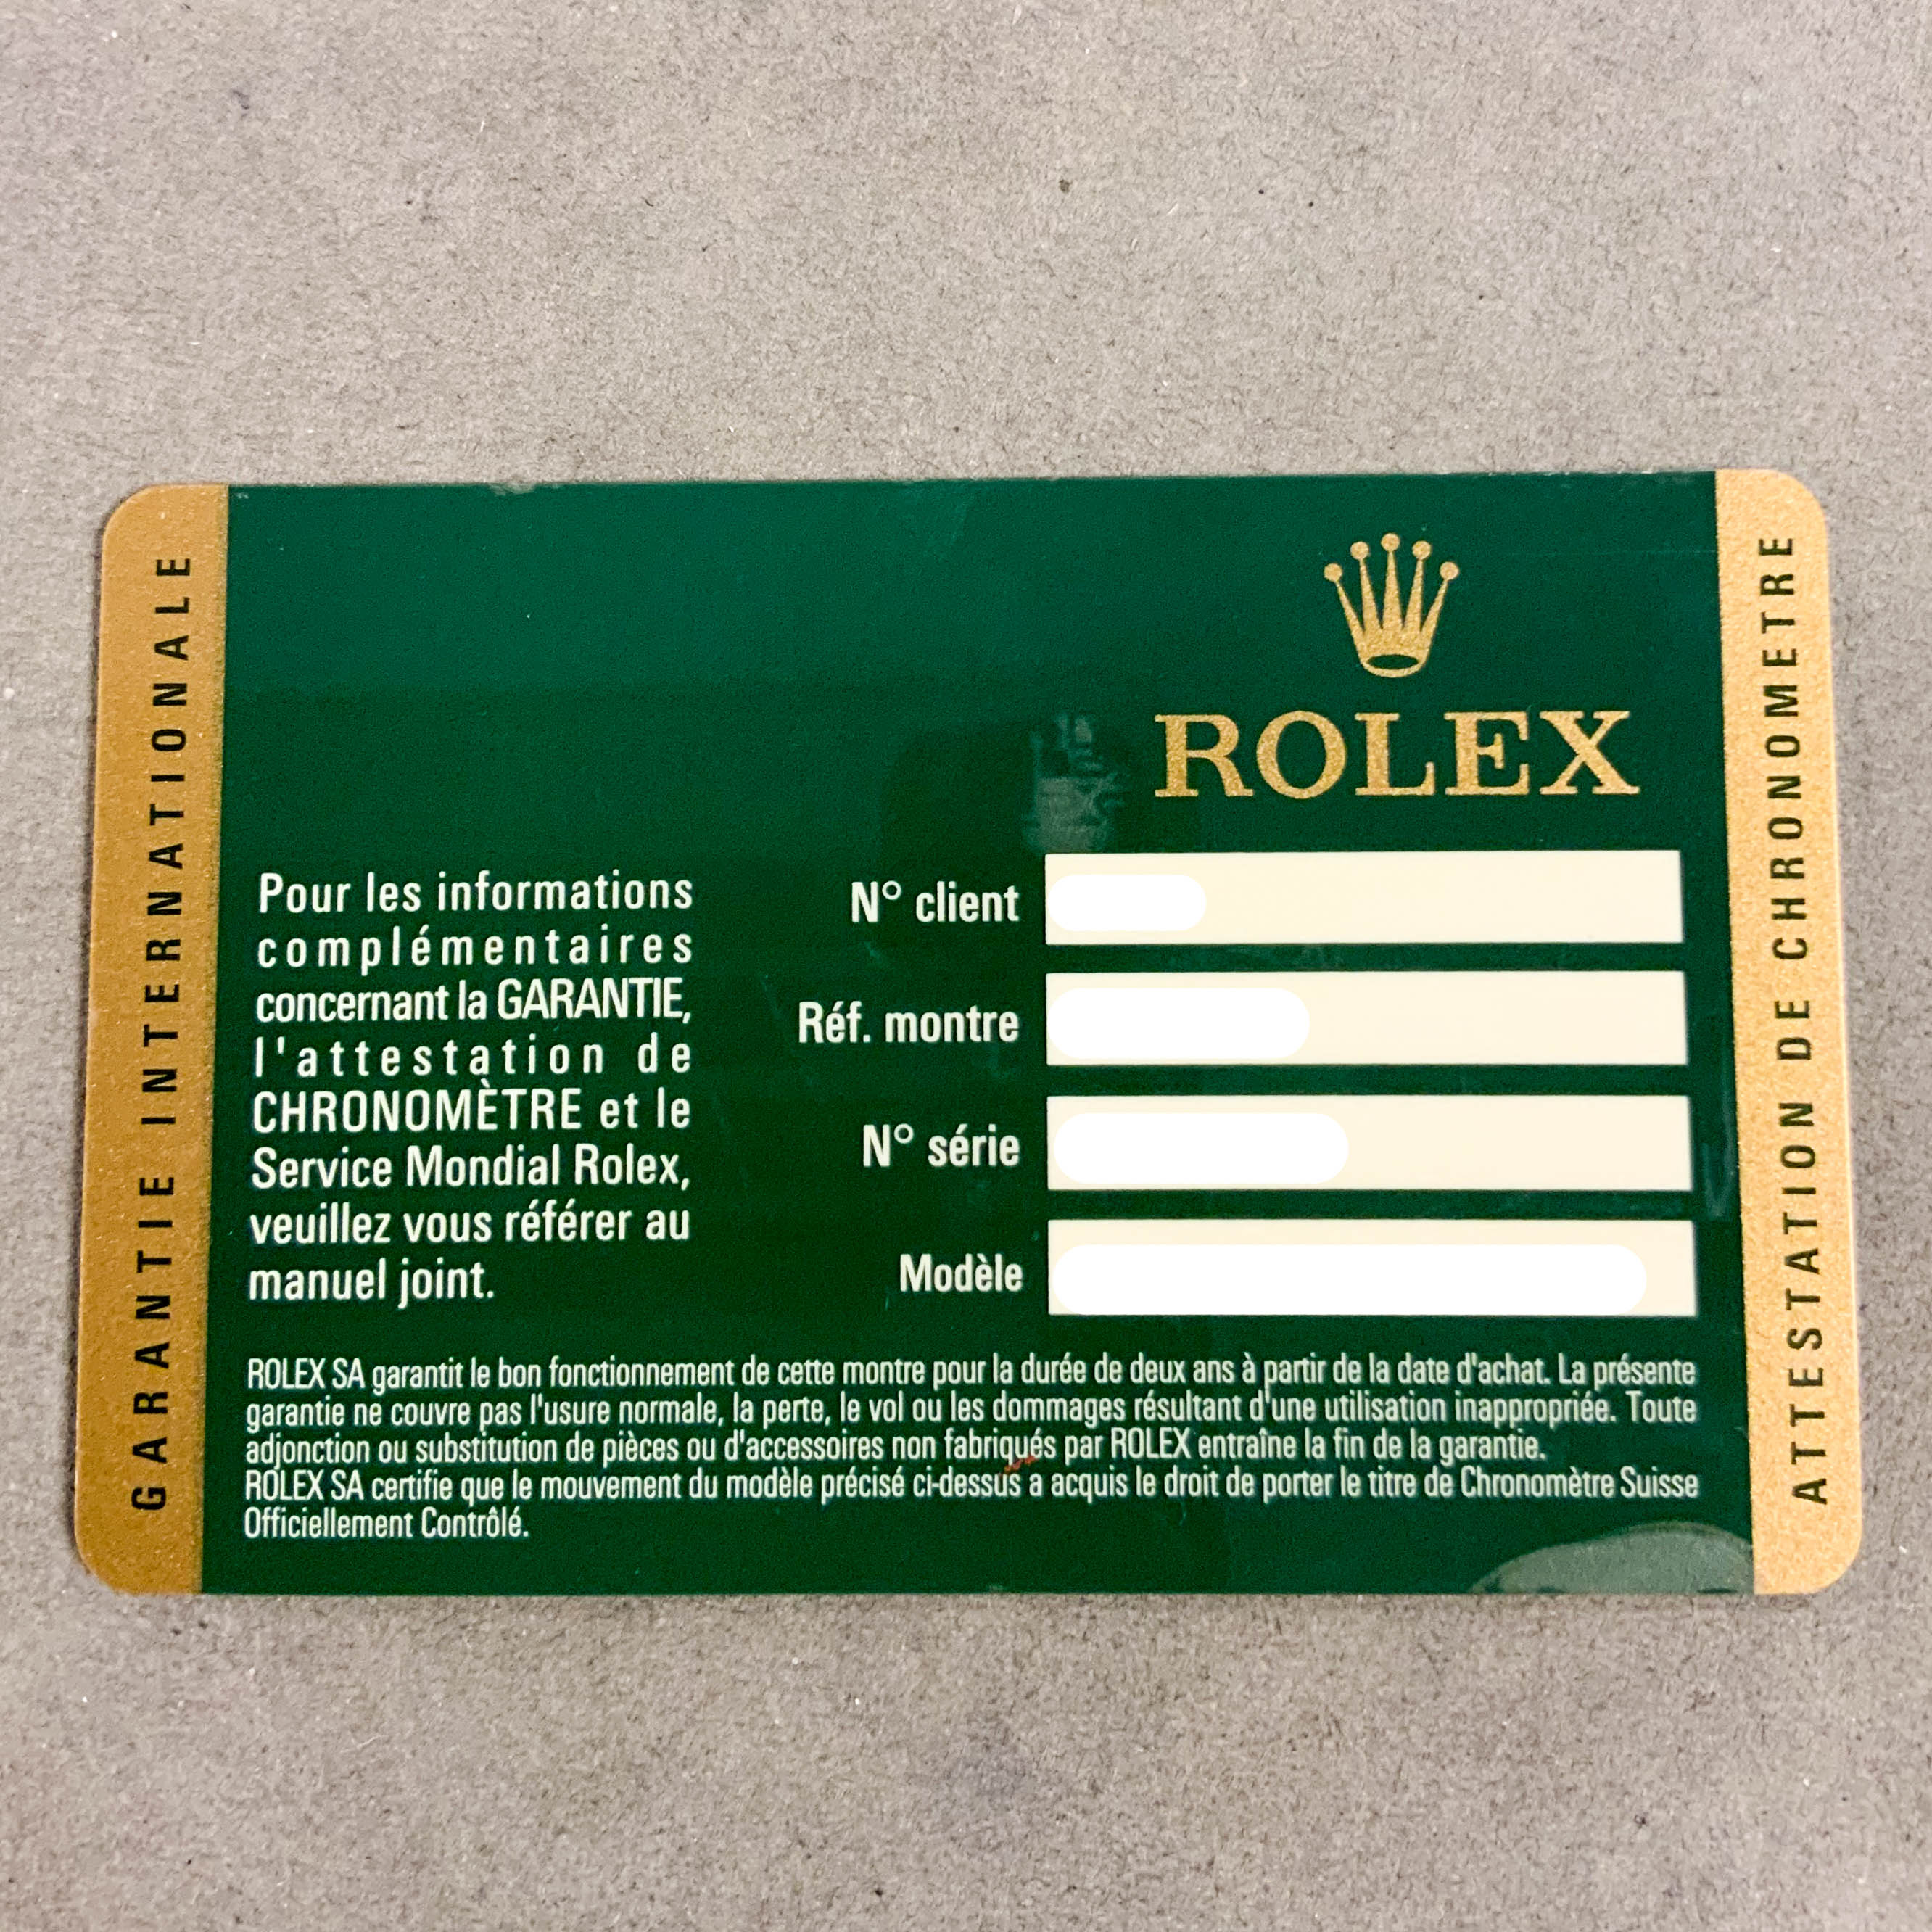 GARANTIE INTERNATIONALE
ROLEX
Pour les informations
complémentaires
concernant la GARANTIE,
l'attestation de
CHRONOMÈTRE et le
Service Mondial Rolex,
veuillez vous référer au
manuel joint.
N° client
Réf. montre
N° série
Modèle
ROLEX SA garantit le bon fonctionnement de cette montre pour la durée de deux ans à partir de la date d'achat. La présente
garantie ne couvre pas l'usure normale, la perte, le vol ou les dommages résultant d'une utilisation inappropriée. Toute
adjonction ou substitution de pièces ou d'accessoires non fabriqués par ROLEX entraîne la fin de la garantie.
ROLEX SA certifie que le mouvement du modèle précisé ci-dessus a acquis le droit de porter le titre de Chronomètre Suisse
Officiellement Contrôlé.
ATTESTATION DE CHRONOMETRE